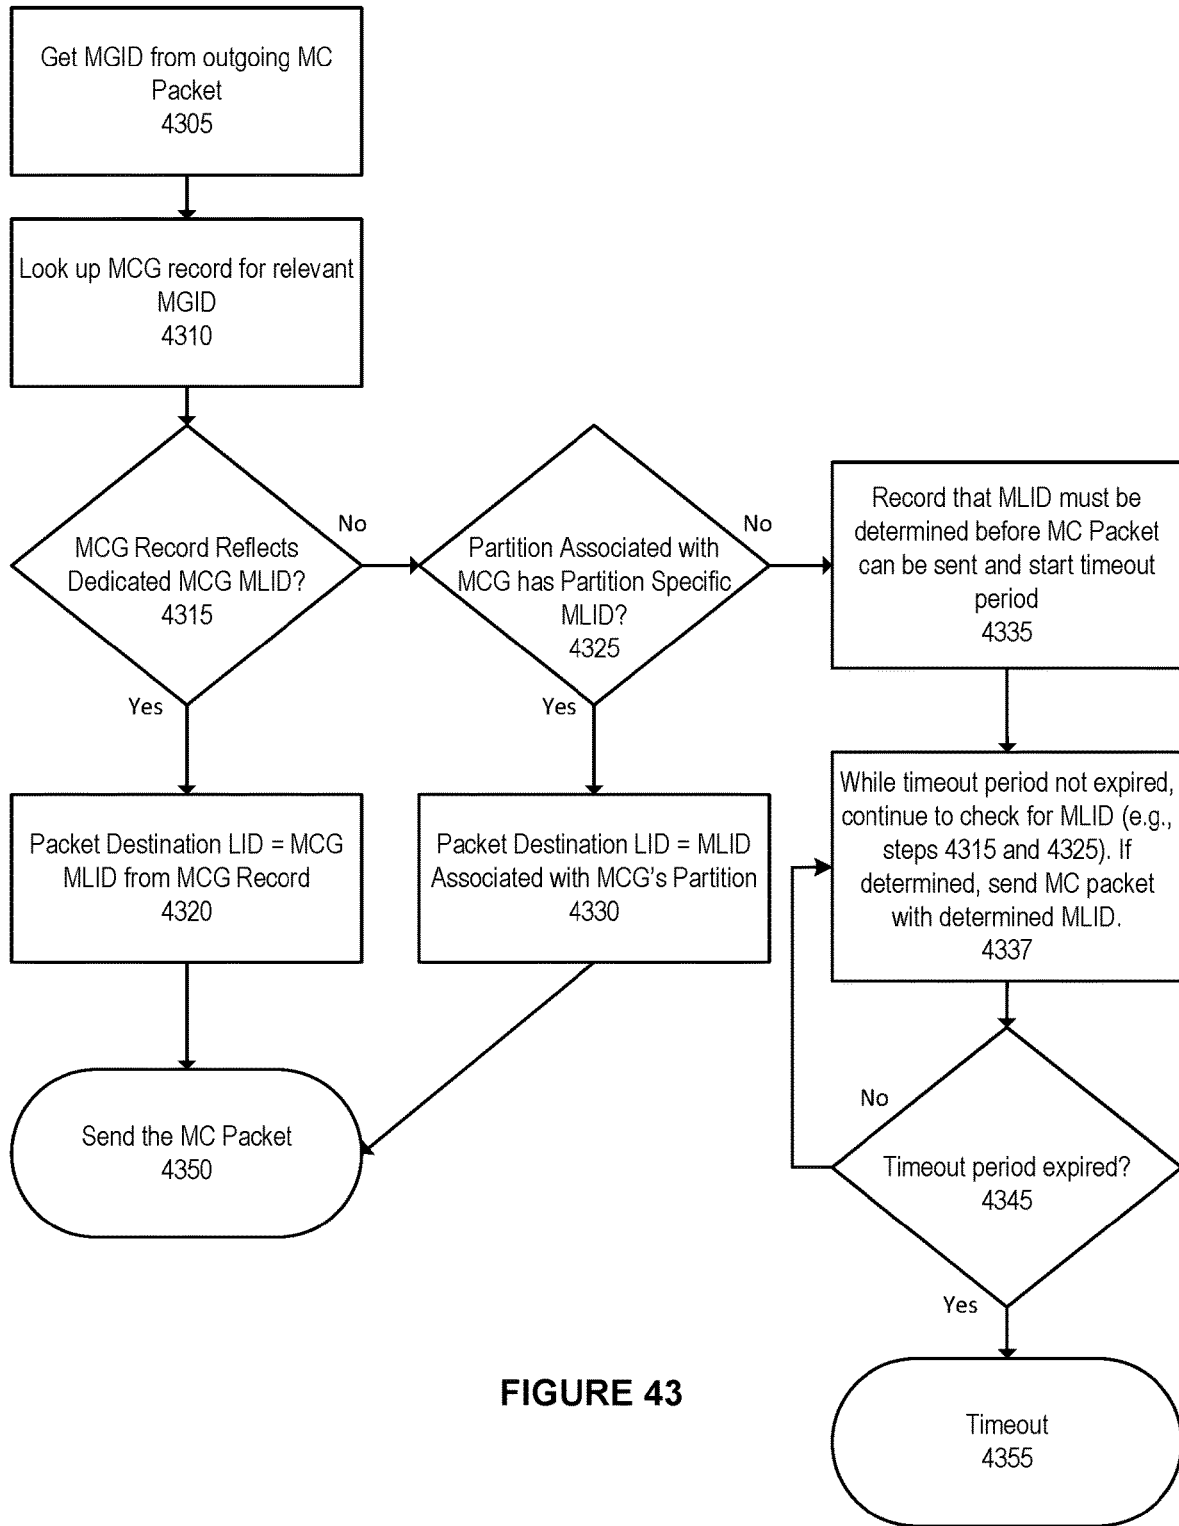 Get MGID from outgoing MC
Packet
4305
Look up MCG record for relevant
MGID
4310
MCG Record Reflects
Dedicated MCG MLID?
4315
No
Yes
Partition Associated with
MCG has Partition Specific
MLID?
4325
No
Yes
Record that MLID must be
determined before MC Packet
can be sent and start timeout
period
4335
Packet Destination LID = MCG
MLID from MCG Record
4320
Packet Destination LID = MLID
Associated with MCG's Partition
4330
While timeout period not expired,
continue to check for MLID (e.g.,
steps 4315 and 4325). If
determined, send MC packet
with determined MLID.
4337
Send the MC Packet
4350
No
Timeout period expired?
4345
Yes
Timeout
4355
FIGURE 43